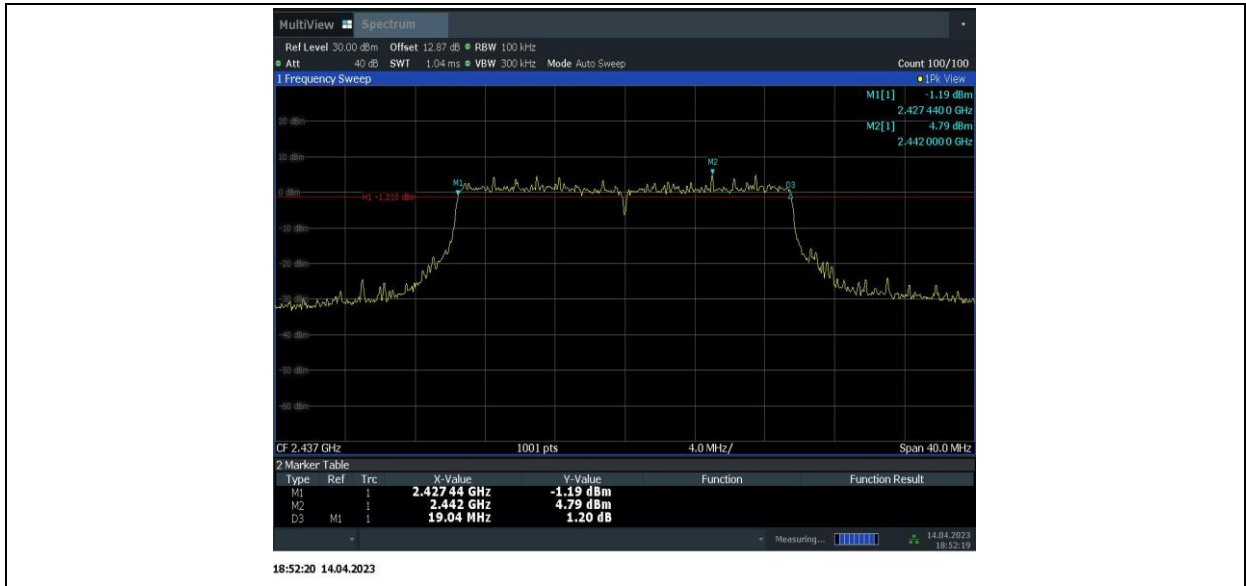 MultiView Spectrum
Ref Level 30.00 dBm Offset 12.87 dB RBW 100 kHz
Att 40 dB SWT 1.04 ms VBW 300 kHz Mode Auto Sweep Count 100/100
1 Frequency Sweep 1Pk View
M1[1] -1.19 dBm
2.427 440 0 GHz
20 dBm
M2[1] 4.79 dBm
2.442 000 0 GHz
10 dBm
M2
M1
D3
0 dBm
H1 -1.210 dBm
-10 dBm
-20 dBm
-30 dBm
-40 dBm
-50 dBm
-60 dBm
CF 2.437 GHz 1001 pts 4.0 MHz/ Span 40.0 MHz
2 Marker Table
Type Ref Trc X-Value Y-Value Function Function Result
M1 1 2.427 44 GHz -1.19 dBm
M2 1 2.442 GHz 4.79 dBm
D3 M1 1 19.04 MHz 1.20 dB
Measuring... 14.04.2023
18:52:19
18:52:20 14.04.2023